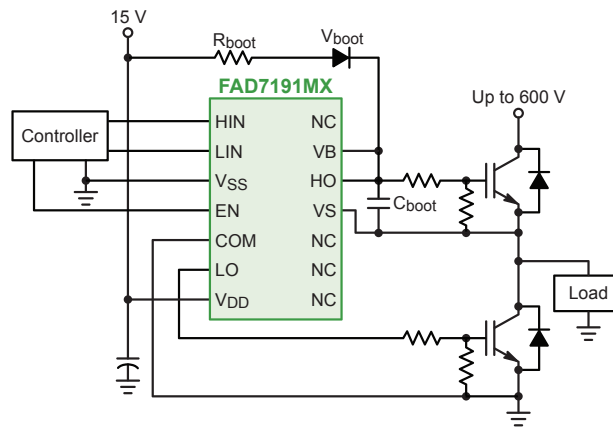 15 V
Rboot
Vboot
FAD7191MX
Up to 600 V
Controller
HIN
NC
LIN
VB
VSS
HO
EN
VS
Cboot
COM
NC
LO
NC
Load
VDD
NC